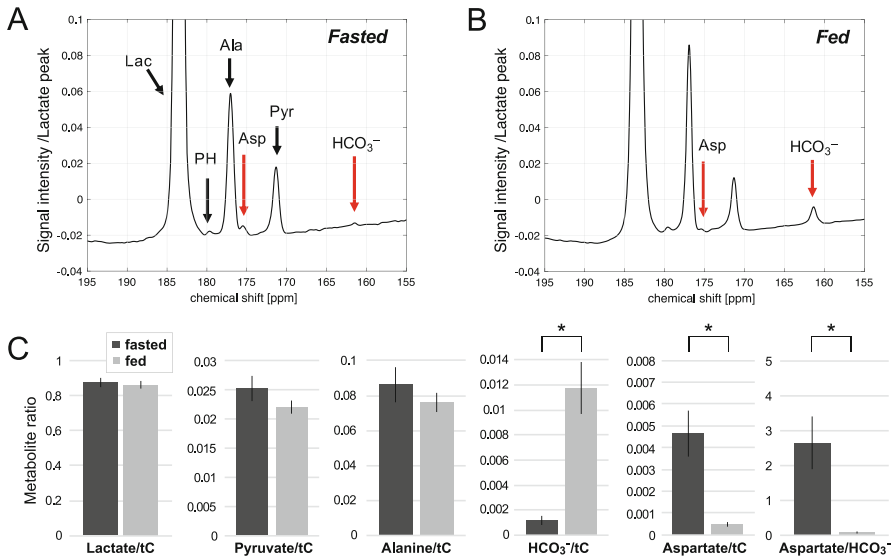 A
Fasted
Signal intensity /Lactate peak
0.1
0.08
0.06
0.04
0.02
0
-0.02
-0.04
Lac
PH
Ala
Asp
Pyr
HCO₃⁻
195 190 185 180 175 170 165 160 155
chemical shift [ppm]
B
Fed
Signal intensity /Lactate peak
0.1
0.08
0.06
0.04
0.02
0
-0.02
-0.04
Asp
HCO₃⁻
195 190 185 180 175 170 165 160 155
chemical shift [ppm]
C
fasted
fed
Metabolite ratio
1
0.8
0.6
0.4
0.2
0
Lactate/tC
0.03
0.025
0.02
0.015
0.01
0.005
0
Pyruvate/tC
0.1
0.08
0.06
0.04
0.02
0
Alanine/tC
*
0.014
0.012
0.01
0.008
0.006
0.004
0.002
0
HCO₃⁻/tC
*
0.008
0.007
0.006
0.005
0.004
0.003
0.002
0.001
0
Aspartate/tC
*
5
4
3
2
1
0
Aspartate/HCO₃⁻